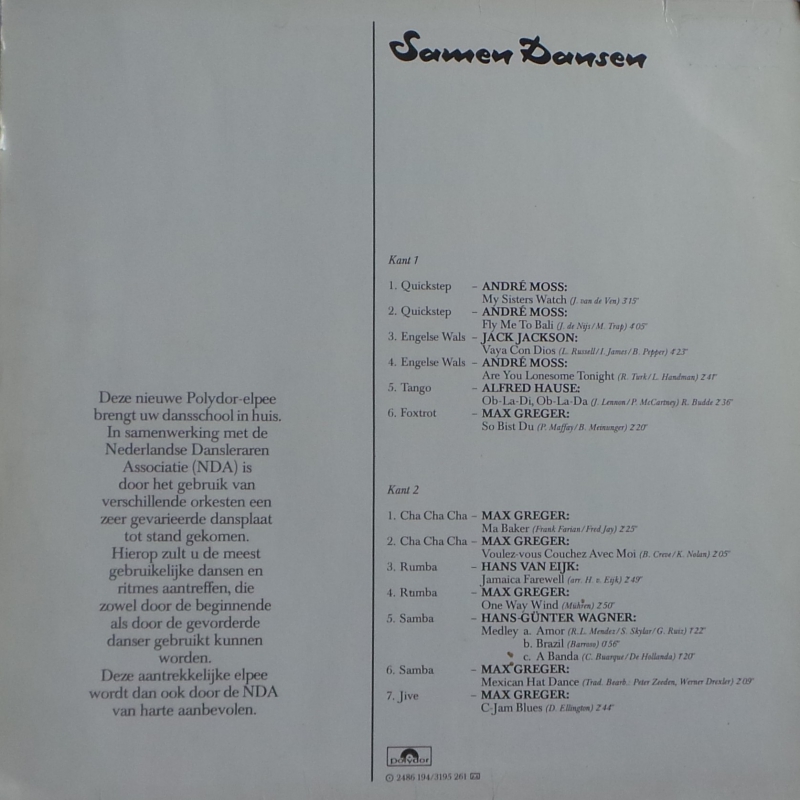 Samen Dansen
Deze nieuwe Polydor-elpee
brengt uw dansschool in huis.
In samenwerking met de
Nederlandse Dansleraren
Associatie (NDA) is
door het gebruik van
verschillende orkesten een
zeer gevarieerde dansplaat
tot stand gekomen.
Hierop zult u de meest
gebruikelijke dansen en
ritmes aantreffen, die
zowel door de beginnende
als door de gevorderde
danser gebruikt kunnen
worden.
Deze aantrekkelijke elpee
wordt dan ook door de NDA
van harte aanbevolen.
Kant 1
1. Quickstep – ANDRÉ MOSS:
My Sisters Watch (J. van de Ven) 3'15"
2. Quickstep – ANDRÉ MOSS:
Fly Me To Bali (J. de Nijs/M. Trap) 4'05"
3. Engelse Wals – JACK JACKSON:
Vaya Con Dios (L. Russell/I. James/B. Pepper) 4'23"
4. Engelse Wals – ANDRÉ MOSS:
Are You Lonesome Tonight (R. Turk/L. Handman) 2'41"
5. Tango – ALFRED HAUSE:
Ob-La-Di, Ob-La-Da (J. Lennon/P. McCartney) R. Budde 2'36"
6. Foxtrot – MAX GREGER:
So Bist Du (P. Maffay/B. Meinunger) 2'20"
Kant 2
1. Cha Cha Cha – MAX GREGER:
Ma Baker (Frank Farian/Fred Jay) 2'25"
2. Cha Cha Cha – MAX GREGER:
Voulez-vous Couchez Avec Moi (B. Creve/K. Nolan) 2'05"
3. Rumba – HANS VAN EIJK:
Jamaica Farewell (arr. H. v. Eijk) 2'49"
4. Rumba – MAX GREGER:
One Way Wind (Mühren) 2'50"
5. Samba – HANS-GÜNTER WAGNER:
Medley a. Amor (R.L. Mendez/S. Skylar/G. Ruiz) 1'22"
b. Brazil (Barroso) 0'56"
c. A Banda (C. Buarque/De Hollanda) 1'20"
6. Samba – MAX GREGER:
Mexican Hat Dance (Trad. Bearb.: Peter Zeeden, Werner Drexler) 2'09"
7. Jive – MAX GREGER:
C-Jam Blues (D. Ellington) 2'44"
polydor
Ⓟ 2486 194/3195 261